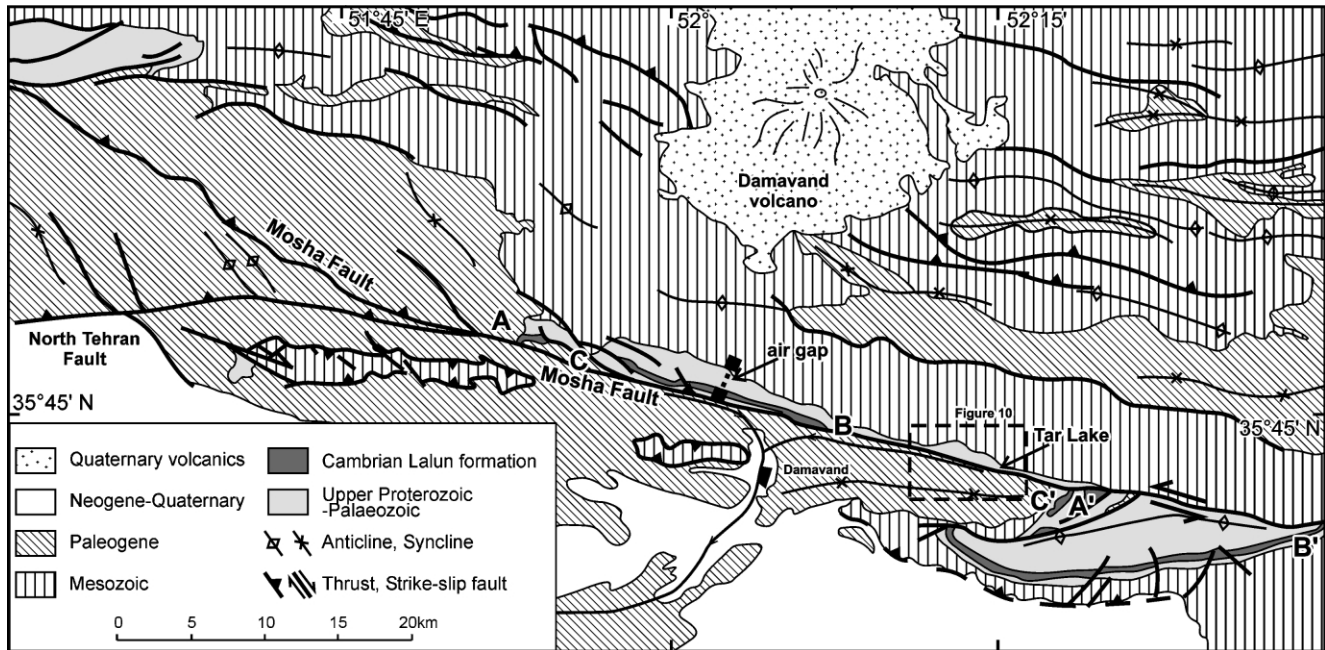 51°45' E
52°
52°15'
Damavand
volcano
Mosha Fault
North Tehran
Fault
A
C
air gap
Mosha Fault
35°45' N
B
Figure 10
Tar Lake
35°45' N
Damavand
C'
A'
B'
Quaternary volcanics
Neogene-Quaternary
Paleogene
Mesozoic
Cambrian Lalun formation
Upper Proterozoic
-Palaeozoic
Anticline, Syncline
Thrust, Strike-slip fault
0 5 10 15 20km